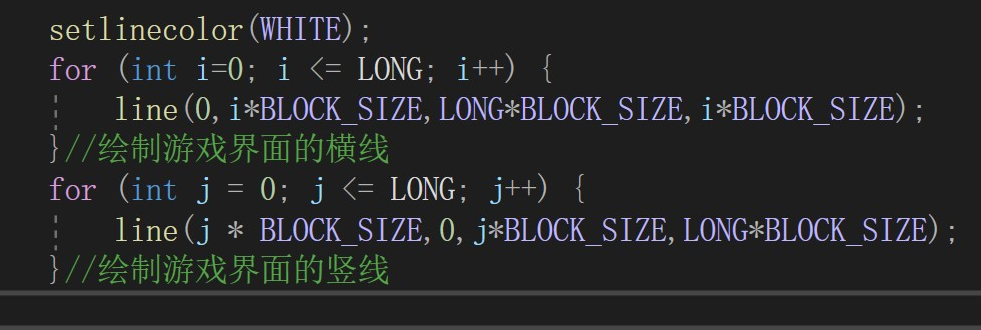 setlinecolor(WHITE);
for (int i=0; i <= LONG; i++) {
line(0,i*BLOCK_SIZE,LONG*BLOCK_SIZE,i*BLOCK_SIZE);
}//绘制游戏界面的横线
for (int j = 0; j <= LONG; j++) {
line(j * BLOCK_SIZE,0,j*BLOCK_SIZE,LONG*BLOCK_SIZE);
}//绘制游戏界面的竖线